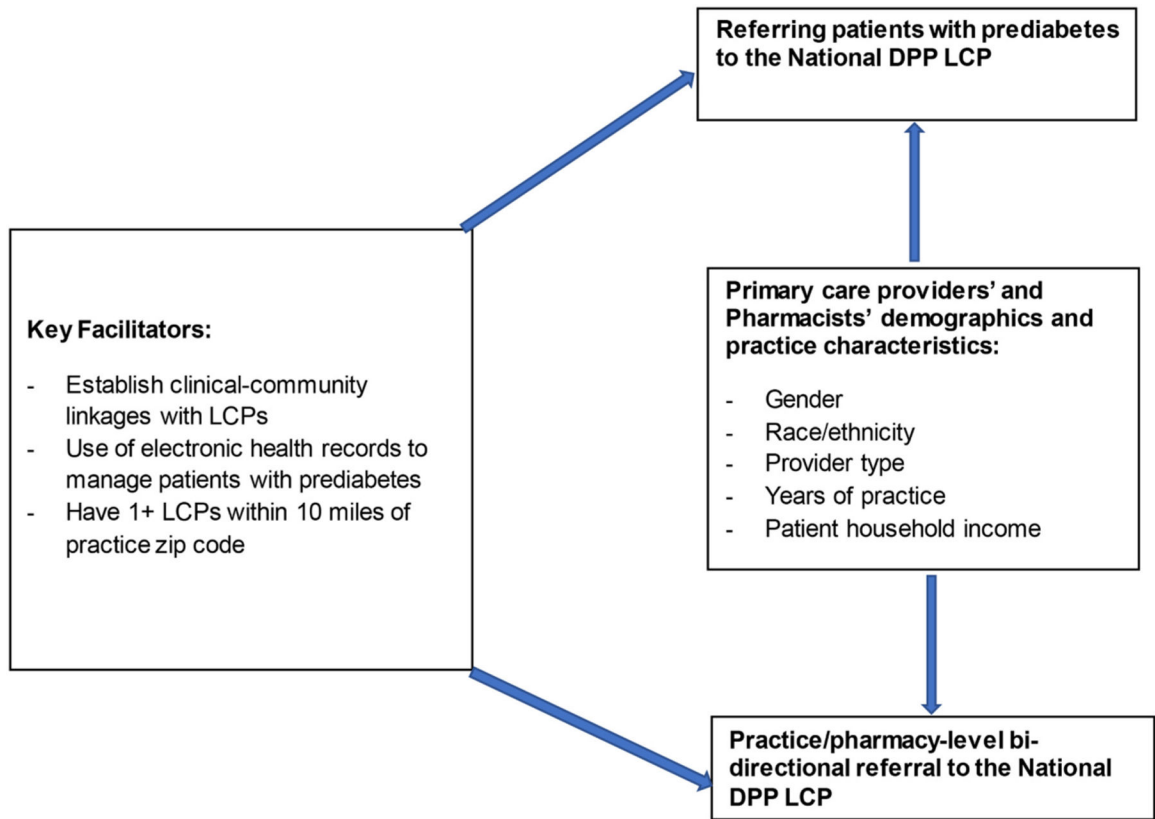 Referring patients with prediabetes
to the National DPP LCP
Key Facilitators:
- Establish clinical-community
linkages with LCPs
- Use of electronic health records to
manage patients with prediabetes
- Have 1+ LCPs within 10 miles of
practice zip code
Primary care providers’ and
Pharmacists’ demographics and
practice characteristics:
- Gender
- Race/ethnicity
- Provider type
- Years of practice
- Patient household income
Practice/pharmacy-level bi-
directional referral to the National
DPP LCP